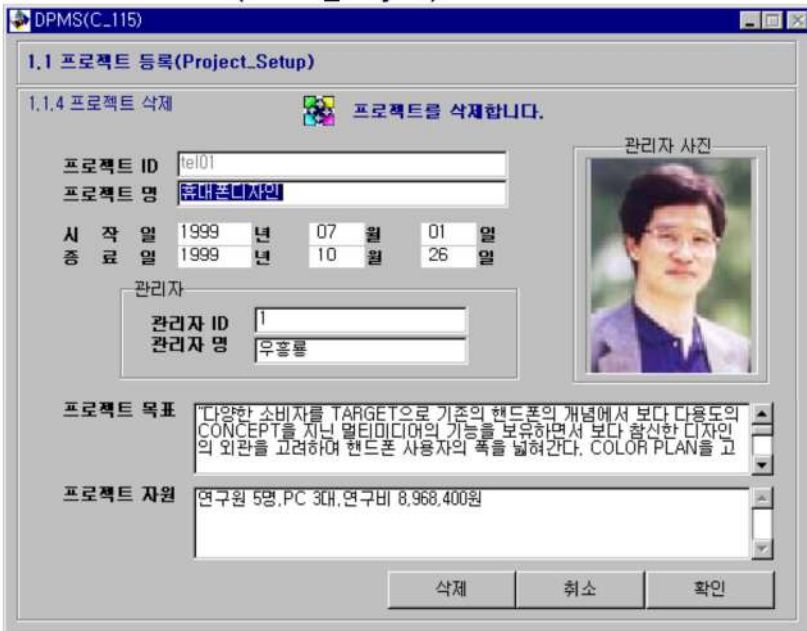 DPMS(C_115)
1.1 프로젝트 등록(Project_Setup)
1.1.4 프로젝트 삭제
프로젝트를 삭제합니다.
관리자 사진
프로젝트 ID tel01
프로젝트 명 휴대폰디자인
시 작 일 1999 년 07 월 01 일
종 료 일 1999 년 10 월 26 일
관리자
관리자 ID 1
관리자 명 우흥룡
프로젝트 목표 "다양한 소비자를 TARGET으로 기존의 핸드폰의 개념에서 보다 다용도의
CONCEPT을 지닌 멀티미디어의 기능을 보유하면서 보다 참신한 디자인
의 외관을 고려하며 핸드폰 사용자의 폭을 넓혀간다. COLOR PLAN을 고
프로젝트 자원 연구원 5명,PC 3대,연구비 8,968,400원
삭제 취소 확인